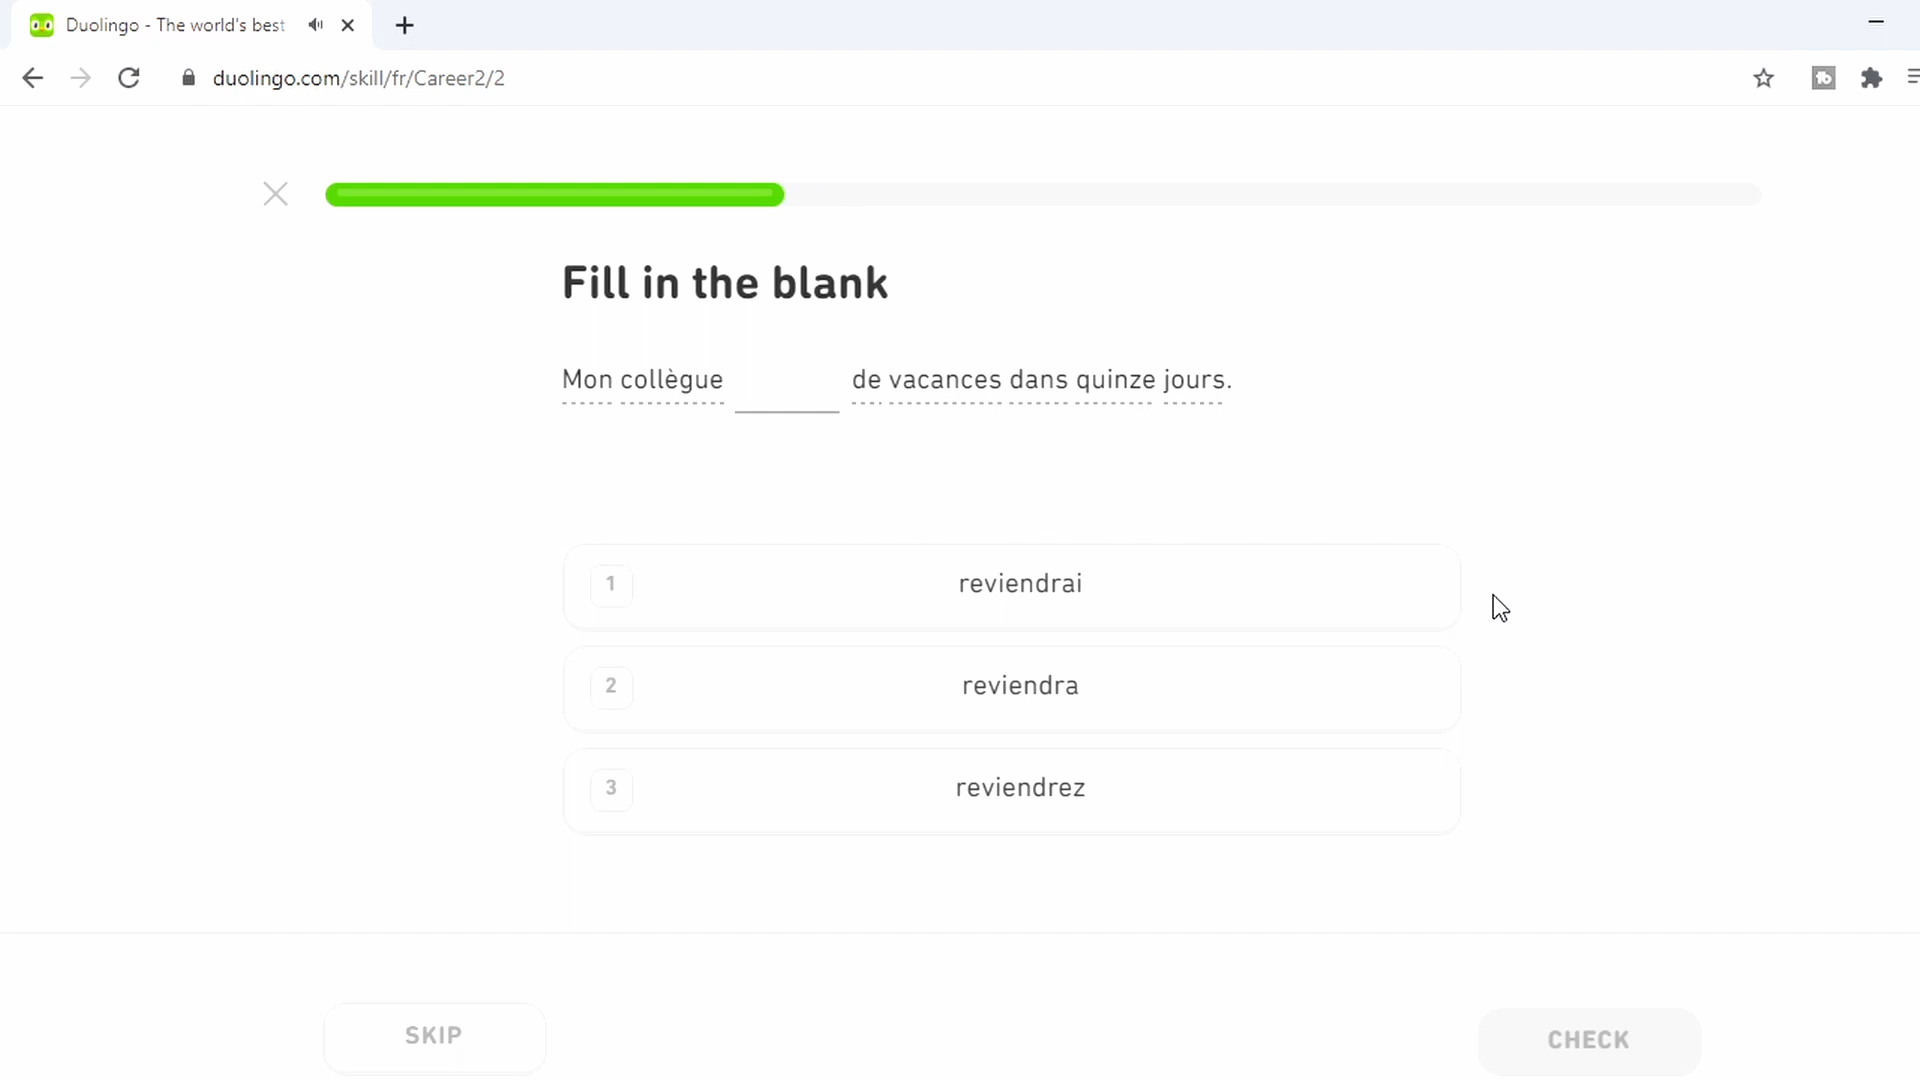 Duolingo - The world's best
duolingo.com/skill/fr/Career2/2
Fill in the blank
Mon collègue ______ de vacances dans quinze jours.
1 reviendrai
2 reviendra
3 reviendrez
SKIP
CHECK